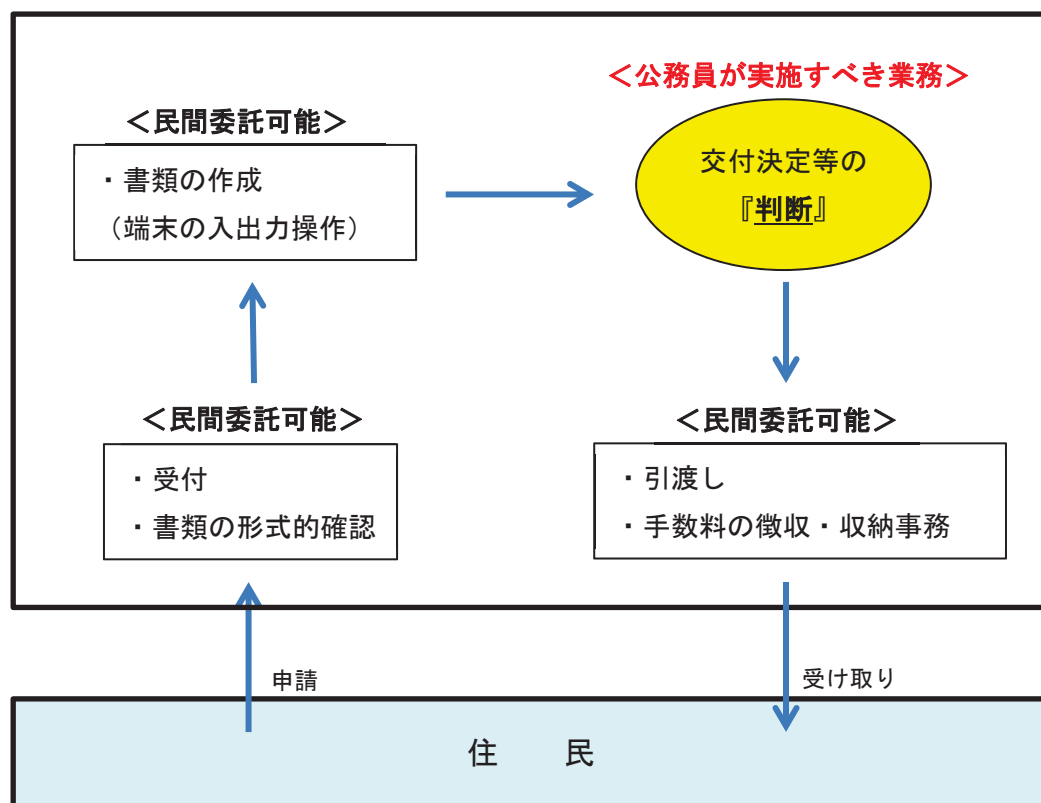 ＜公務員が実施すべき業務＞
＜民間委託可能＞
・書類の作成
（端末の入出力操作）
交付決定等の
『判断』
＜民間委託可能＞
・受付
・書類の形式的確認
＜民間委託可能＞
・引渡し
・手数料の徴収・収納事務
申請
受け取り
住　　民